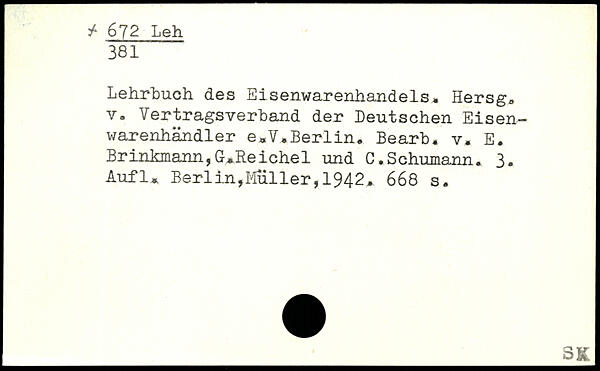 ⊀ 672 Leh
381
Lehrbuch des Eisenwarenhandels. Hersg.
v. Vertragsverband der Deutschen Eisen-
warenhändler e.V.Berlin. Bearb. v. E.
Brinkmann,G.Reichel und C.Schumann. 3.
Aufl. Berlin,Müller,1942. 668 s.
SK